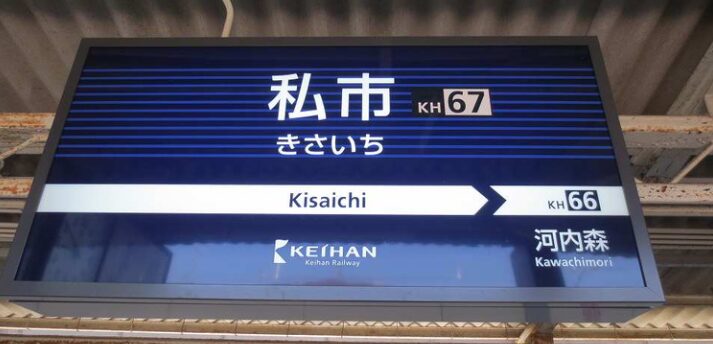 私市 KH67
きさいち
Kisaichi
KH66
河内森
Kawachimori
KEIHAN
Keihan Railway